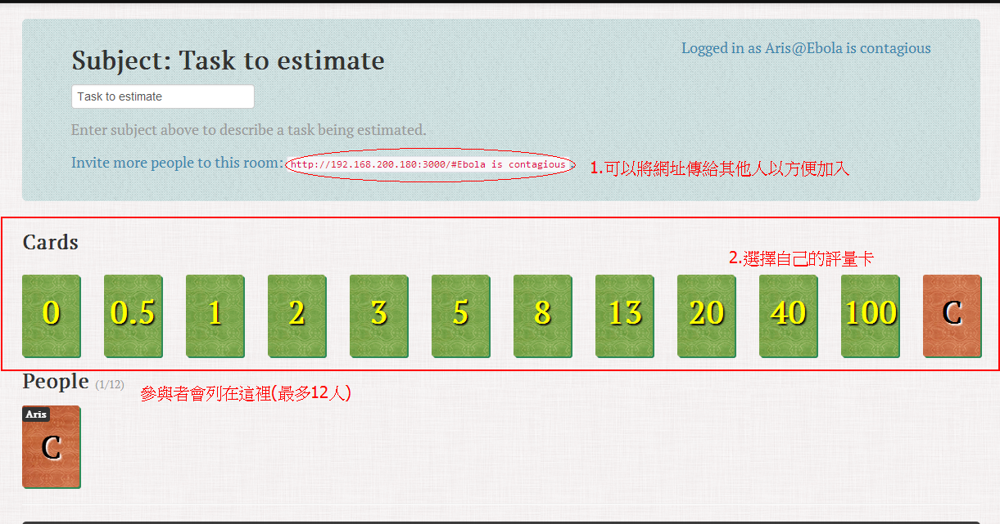 Logged in as Aris@Ebola is contagious
Subject: Task to estimate
Task to estimate
Enter subject above to describe a task being estimated.
Invite more people to this room: http://192.168.200.180:3000/#Ebola is contagious .
1.可以將網址傳給其他人以方便加入
Cards
2.選擇自己的評量卡
0 0.5 1 2 3 5 8 13 20 40 100 C
People (1/12)
參與者會列在這裡(最多12人)
Aris
C